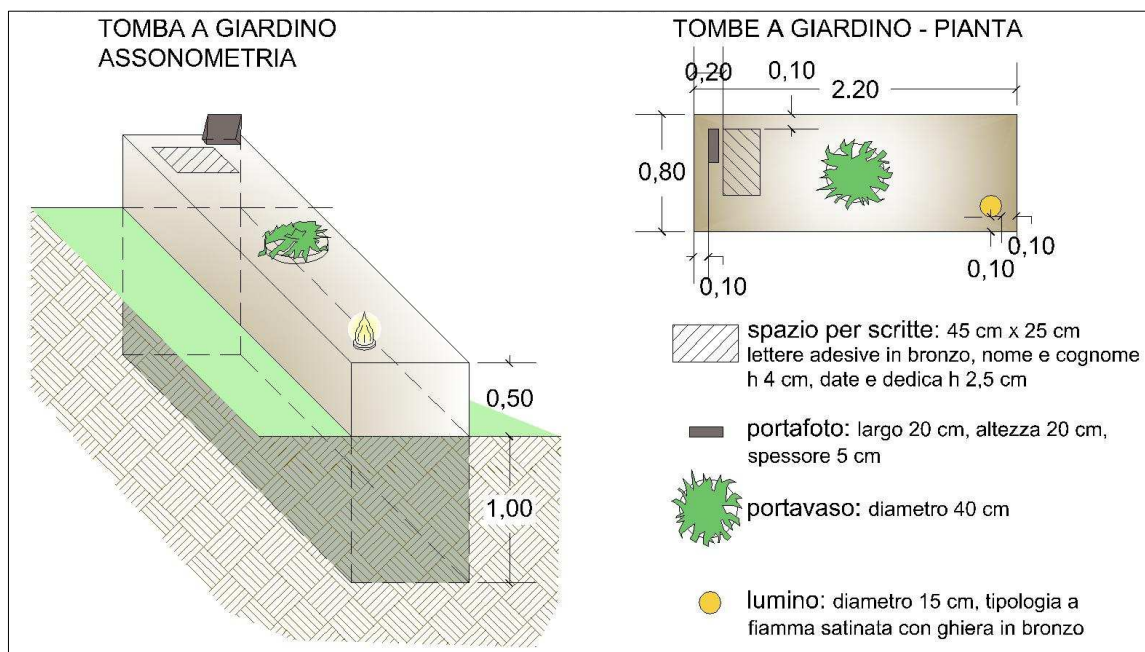 TOMBA A GIARDINO
ASSONOMETRIA
0,50
1,00
TOMBE A GIARDINO - PIANTA
0,20
0,10
2.20
0,80
0,10
0,10
0,10
spazio per scritte: 45 cm x 25 cm
lettere adesive in bronzo, nome e cognome
h 4 cm, date e dedica h 2,5 cm
portafoto: largo 20 cm, altezza 20 cm,
spessore 5 cm
portavaso: diametro 40 cm
lumino: diametro 15 cm, tipologia a
fiamma satinata con ghiera in bronzo